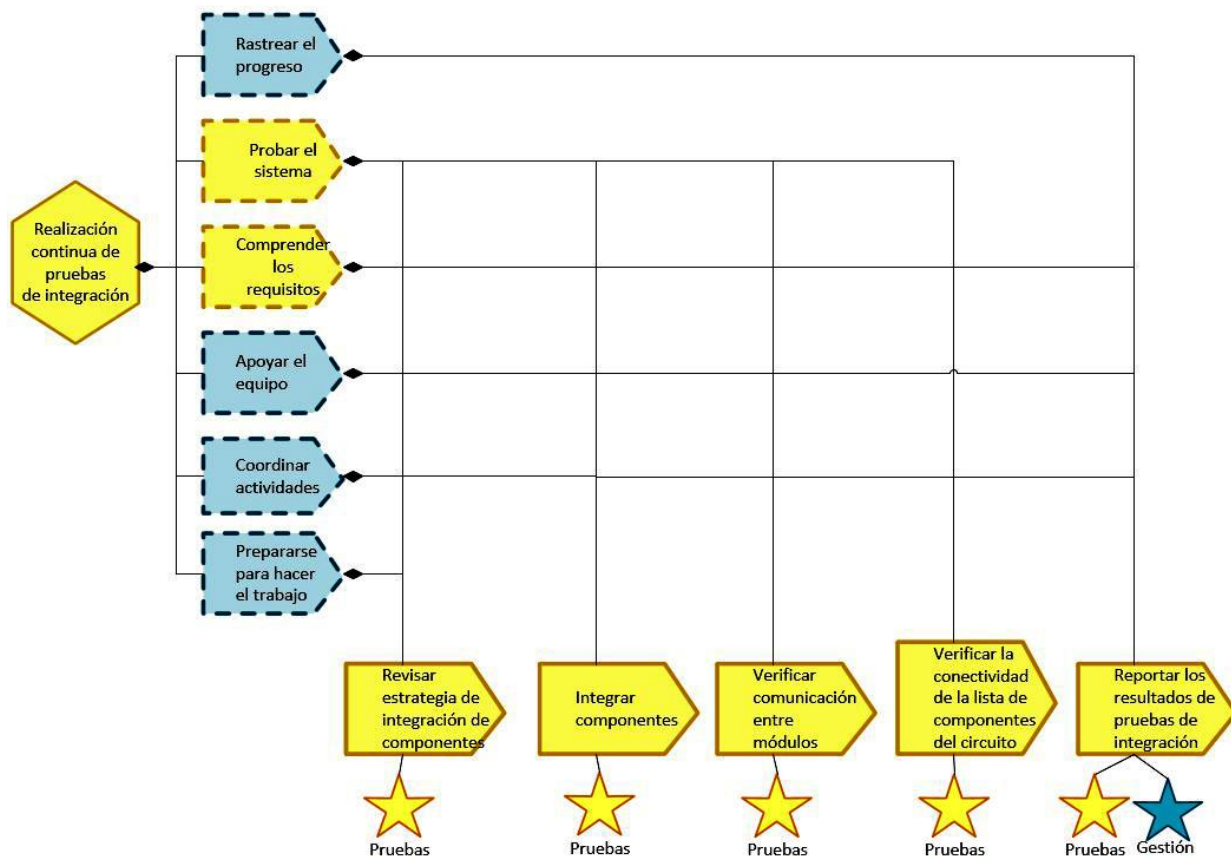 Rastrear el
progreso
Probar el
sistema
Realización
continua de
pruebas
de integración
Comprender
los
requisitos
Apoyar el
equipo
Coordinar
actividades
Prepararse
para hacer
el trabajo
Revisar
estrategia de
integración de
componentes
Integrar
componentes
Verificar
comunicación
entre
módulos
Verificar la
conectividad
de la lista de
componentes
del circuito
Reportar los
resultados de
pruebas de
integración
Pruebas
Pruebas
Pruebas
Pruebas
Pruebas
Gestión